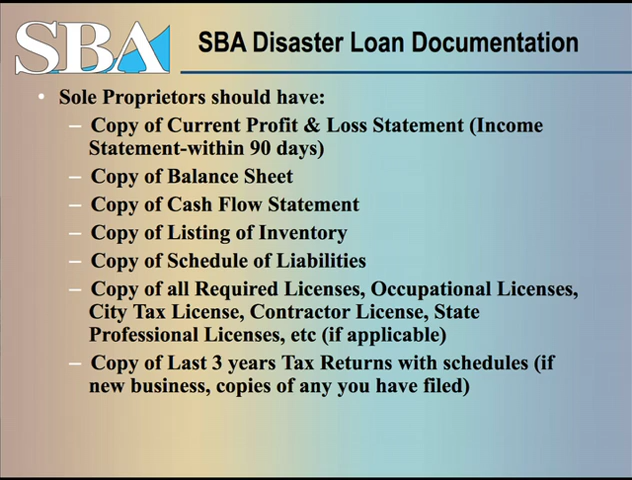 SBA
SBA Disaster Loan Documentation
• Sole Proprietors should have:
– Copy of Current Profit & Loss Statement (Income
Statement-within 90 days)
– Copy of Balance Sheet
– Copy of Cash Flow Statement
– Copy of Listing of Inventory
– Copy of Schedule of Liabilities
– Copy of all Required Licenses, Occupational Licenses,
City Tax License, Contractor License, State
Professional Licenses, etc (if applicable)
– Copy of Last 3 years Tax Returns with schedules (if
new business, copies of any you have filed)